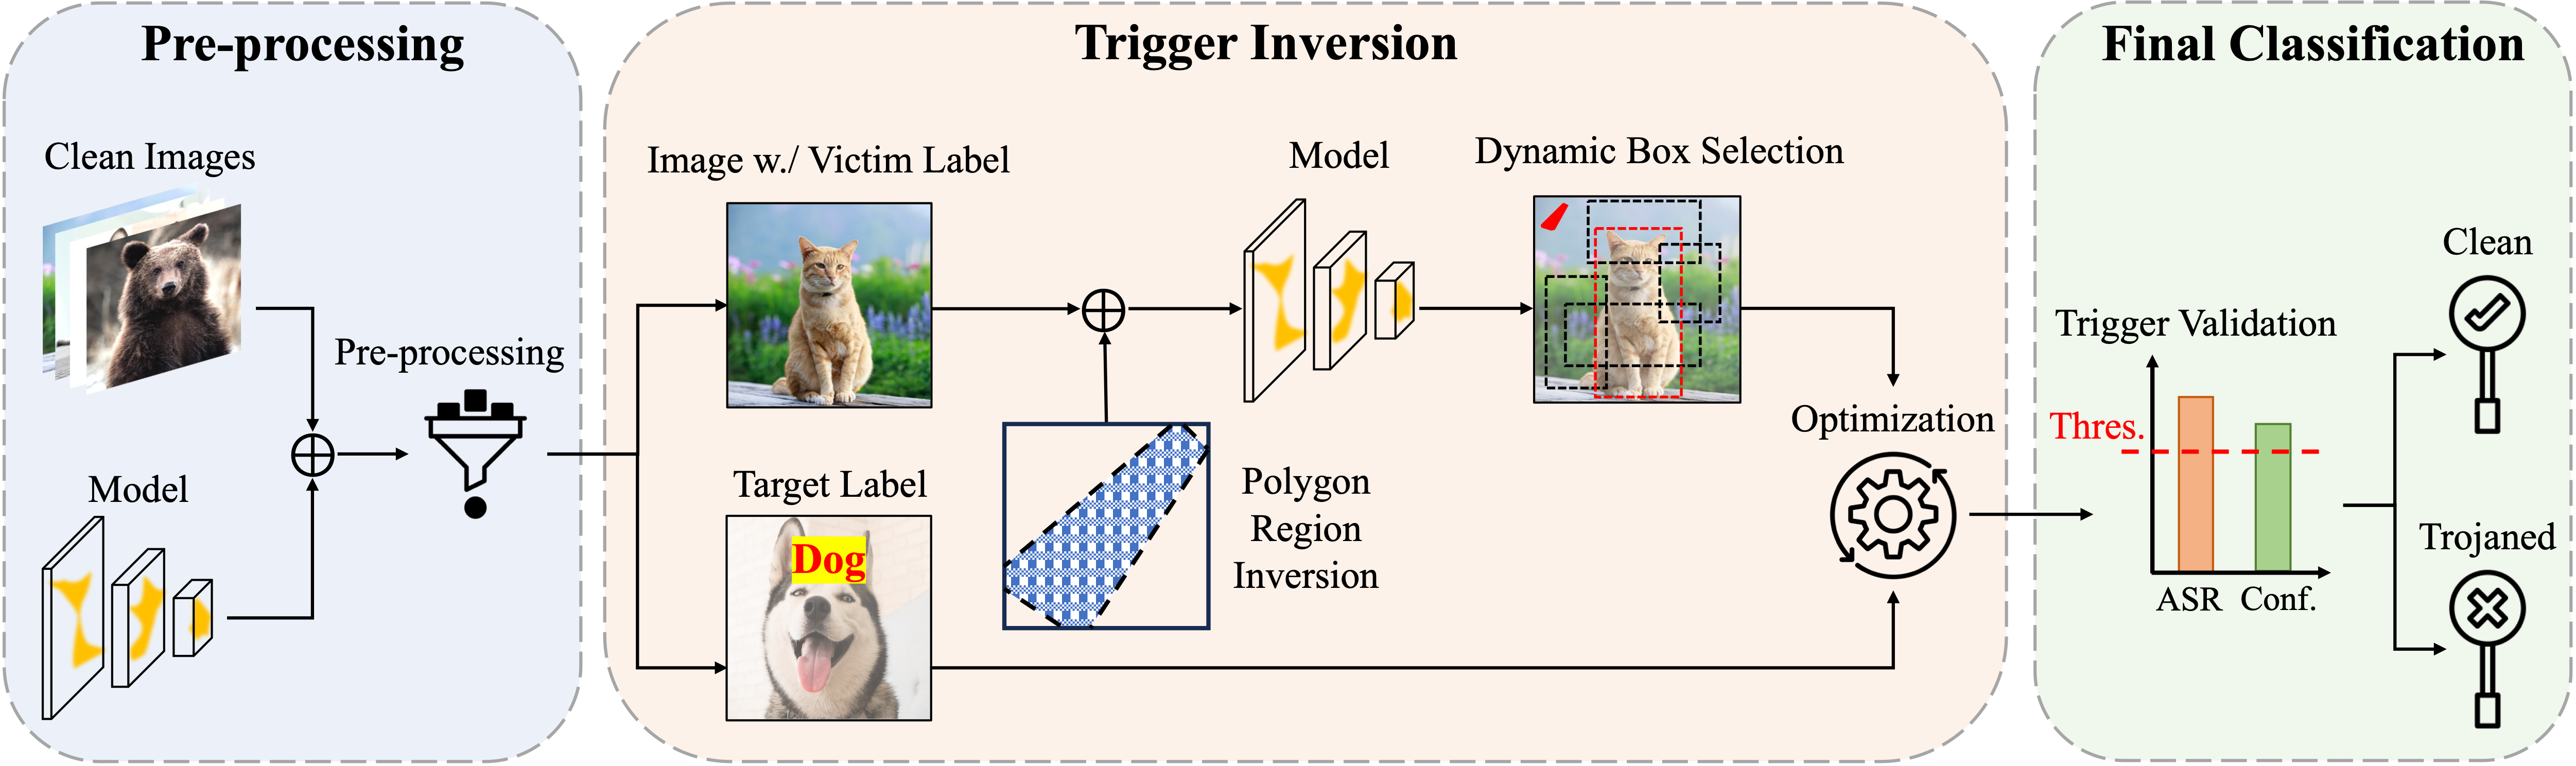 Pre-processing
Clean Images
Pre-processing
Model
Trigger Inversion
Image w./ Victim Label
Model
Dynamic Box Selection
Target Label
Dog
Polygon
Region
Inversion
Optimization
Final Classification
Trigger Validation
Thres.
ASR
Conf.
Clean
Trojaned